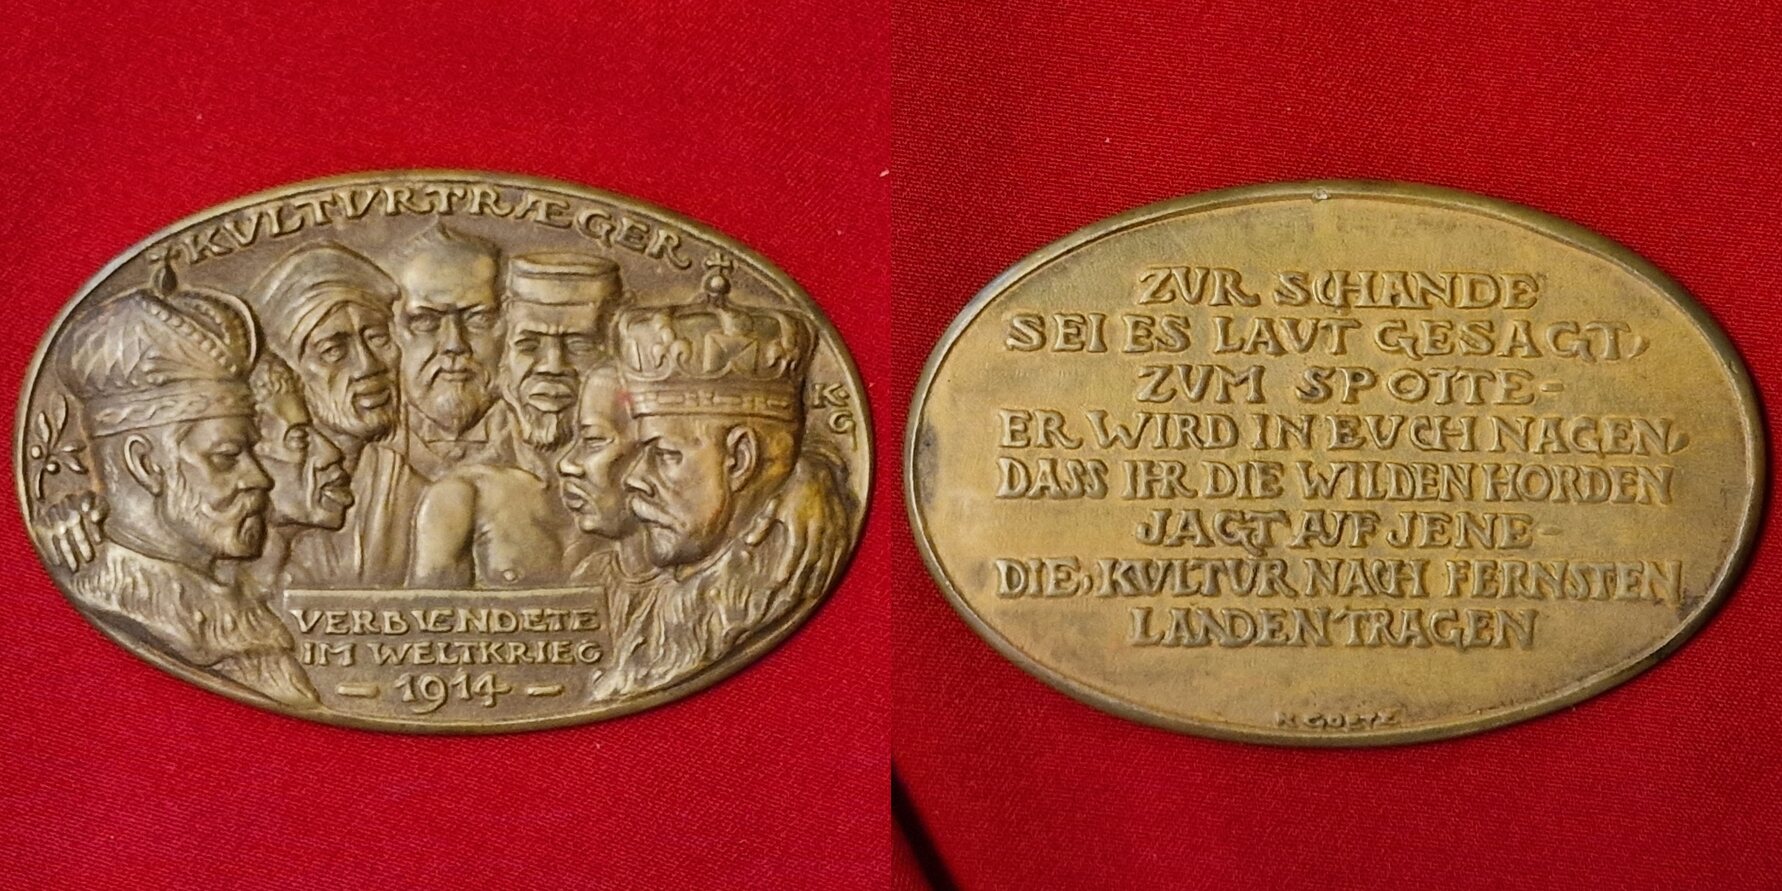 KVLTVRTRÆGER
KG
VERBLENDETE
IM WELTKRIEG
– 1914 –
ZVR SCHANDE
SEI ES LAVT GESAGT,
ZVM SPOTTE-
ER WIRD IN EVCH NAGEN,
DASS IHR DIE WILDEN HORDEN
JAGT AVF JENE-
DIE, KVLTVR NACH FERNSTEN
LANDEN TRAGEN
K GOETZ